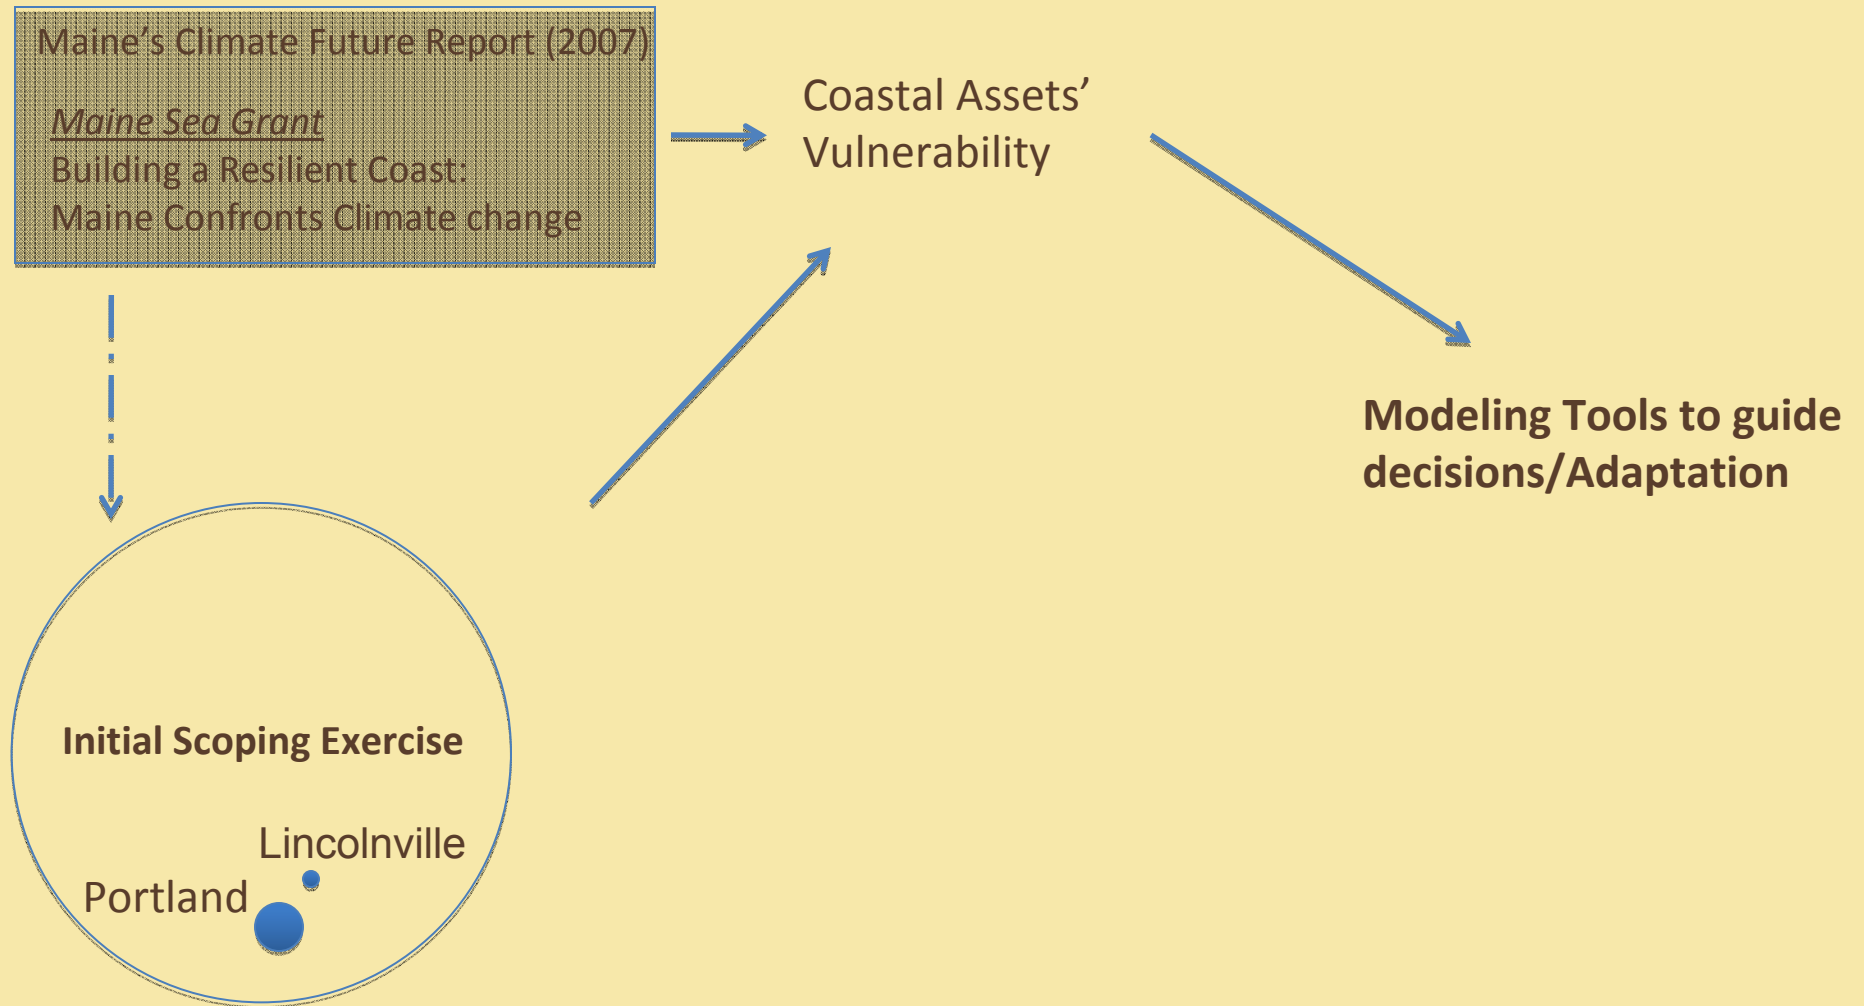 Maine’s Climate Future Report (2007)
Maine Sea Grant
Building a Resilient Coast:
Maine Confronts Climate change
Coastal Assets’
Vulnerability
Modeling Tools to guide
decisions/Adaptation
Initial Scoping Exercise
Lincolnville
Portland